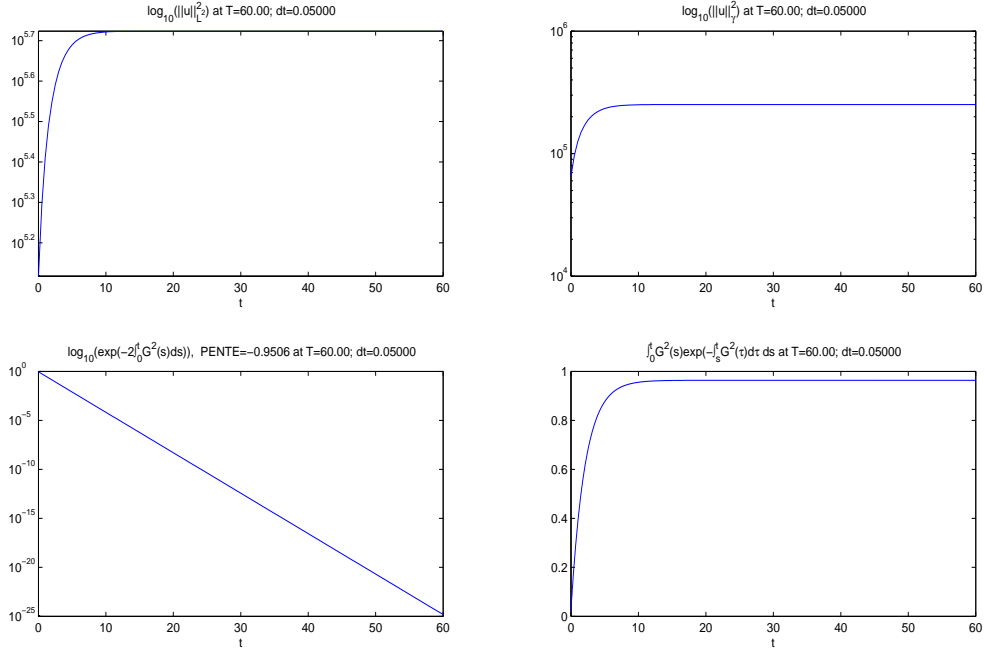 log₁₀(||u||²_L²) at T=60.00; dt=0.05000
10^5.7
10^5.6
10^5.5
10^5.4
10^5.3
10^5.2
0 10 20 30 40 50 60
t
log₁₀(||u||²_γ) at T=60.00; dt=0.05000
10^6
10^5
10^4
0 10 20 30 40 50 60
t
log₁₀(exp(−2∫₀ᵗG²(s)ds)), PENTE=−0.9506 at T=60.00; dt=0.05000
10^0
10^−5
10^−10
10^−15
10^−20
10^−25
0 10 20 30 40 50 60
t
∫₀ᵗG²(s)exp(−∫ₛᵗG²(τ)dτ ds at T=60.00; dt=0.05000
1
0.8
0.6
0.4
0.2
0
0 10 20 30 40 50 60
t